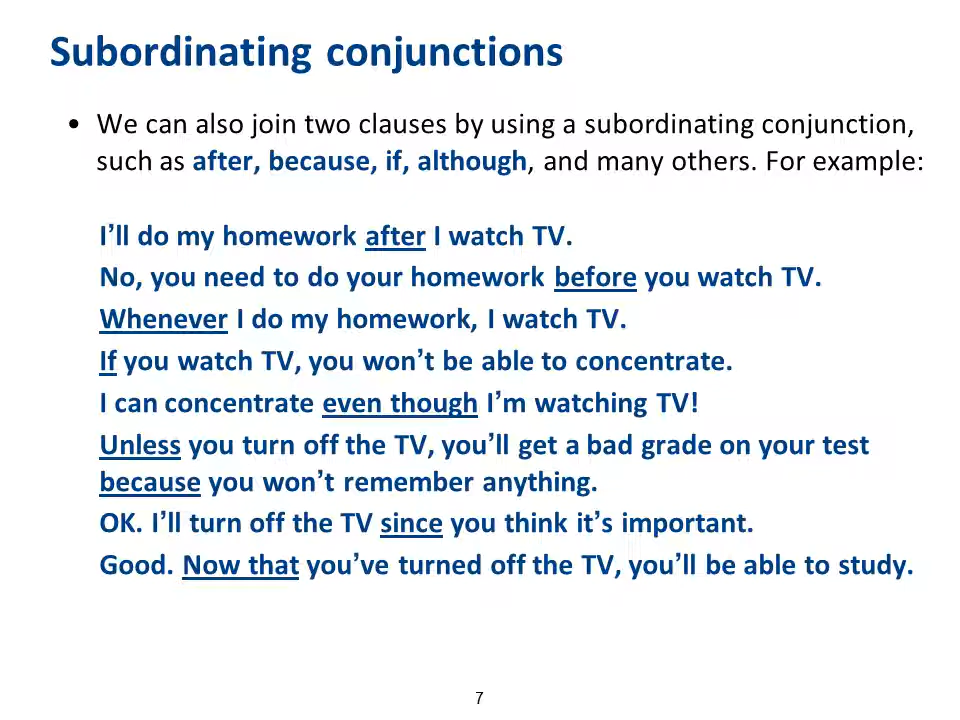 Subordinating conjunctions
• We can also join two clauses by using a subordinating conjunction,
such as after, because, if, although, and many others. For example:
I’ll do my homework after I watch TV.
No, you need to do your homework before you watch TV.
Whenever I do my homework, I watch TV.
If you watch TV, you won’t be able to concentrate.
I can concentrate even though I’m watching TV!
Unless you turn off the TV, you’ll get a bad grade on your test
because you won’t remember anything.
OK. I’ll turn off the TV since you think it’s important.
Good. Now that you’ve turned off the TV, you’ll be able to study.
7